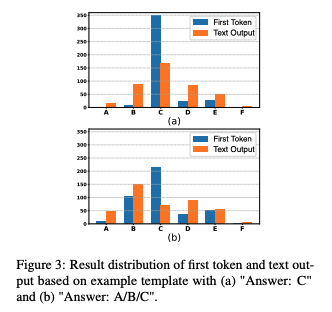 350
300
250
200
150
100
50
0
First Token
Text Output
A B C D E F
(a)
350
300
250
200
150
100
50
0
First Token
Text Output
A B C D E F
(b)
Figure 3: Result distribution of first token and text out-
put based on example template with (a) "Answer: C"
and (b) "Answer: A/B/C".